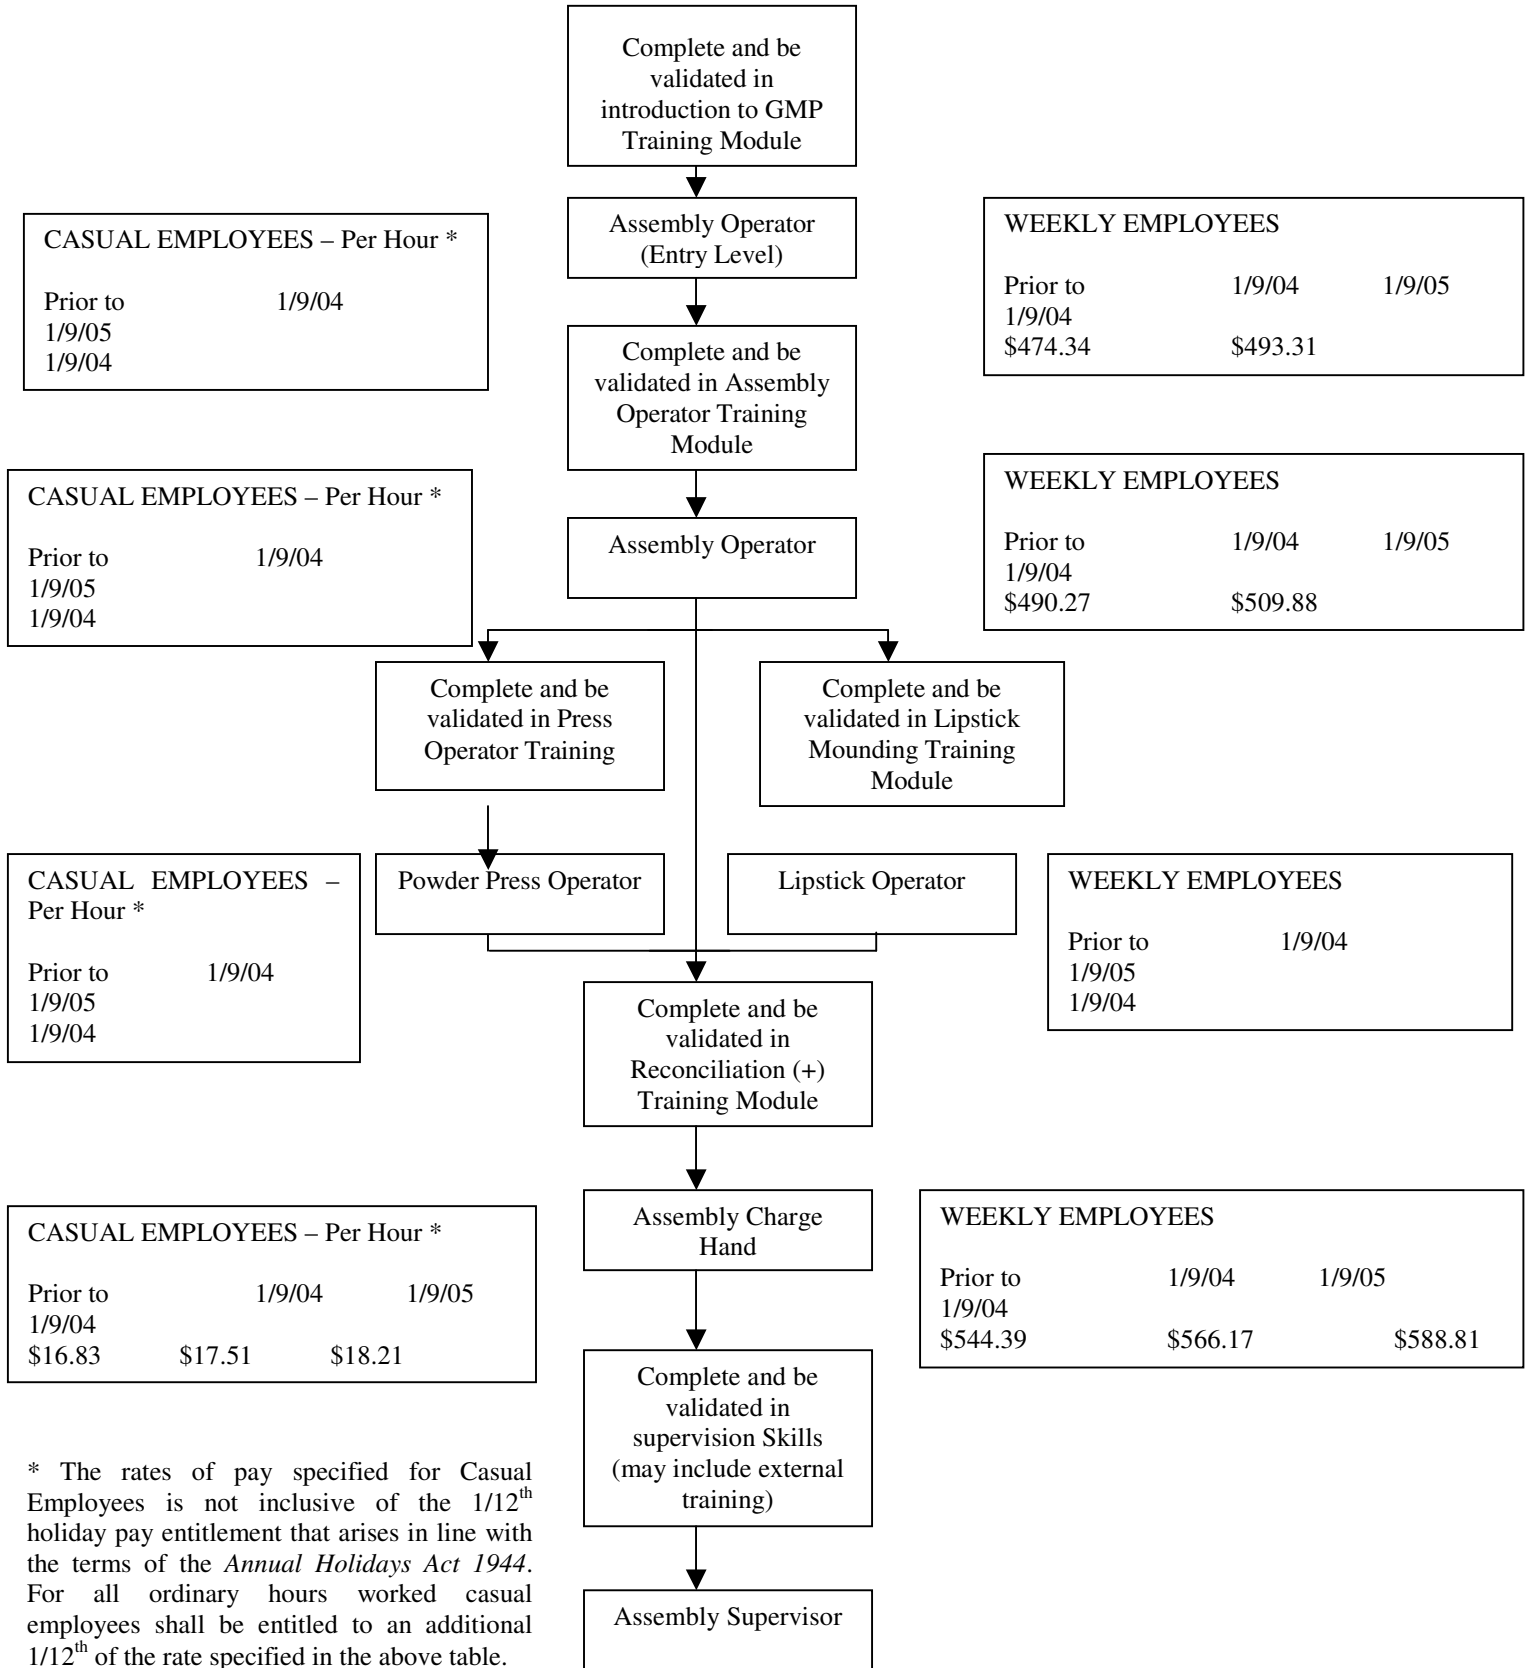 Complete and be
validated in
introduction to GMP
Training Module
Assembly Operator
(Entry Level)
CASUAL EMPLOYEES – Per Hour *
Prior to 1/9/04
1/9/05
1/9/04
WEEKLY EMPLOYEES
Prior to 1/9/04 1/9/05
1/9/04
$474.34 $493.31
Complete and be
validated in Assembly
Operator Training
Module
CASUAL EMPLOYEES – Per Hour *
Prior to 1/9/04
1/9/05
1/9/04
Assembly Operator
WEEKLY EMPLOYEES
Prior to 1/9/04 1/9/05
1/9/04
$490.27 $509.88
Complete and be
validated in Press
Operator Training
Complete and be
validated in Lipstick
Mounding Training
Module
CASUAL EMPLOYEES –
Per Hour *
Prior to 1/9/04
1/9/05
1/9/04
Powder Press Operator
Lipstick Operator
WEEKLY EMPLOYEES
Prior to 1/9/04
1/9/05
1/9/04
Complete and be
validated in
Reconciliation (+)
Training Module
CASUAL EMPLOYEES – Per Hour *
Prior to 1/9/04 1/9/05
1/9/04
$16.83 $17.51 $18.21
Assembly Charge
Hand
WEEKLY EMPLOYEES
Prior to 1/9/04 1/9/05
1/9/04
$544.39 $566.17 $588.81
Complete and be
validated in
supervision Skills
(may include external
training)
* The rates of pay specified for Casual
Employees is not inclusive of the 1/12th
holiday pay entitlement that arises in line with
the terms of the Annual Holidays Act 1944.
For all ordinary hours worked casual
employees shall be entitled to an additional
1/12th of the rate specified in the above table.
Assembly Supervisor